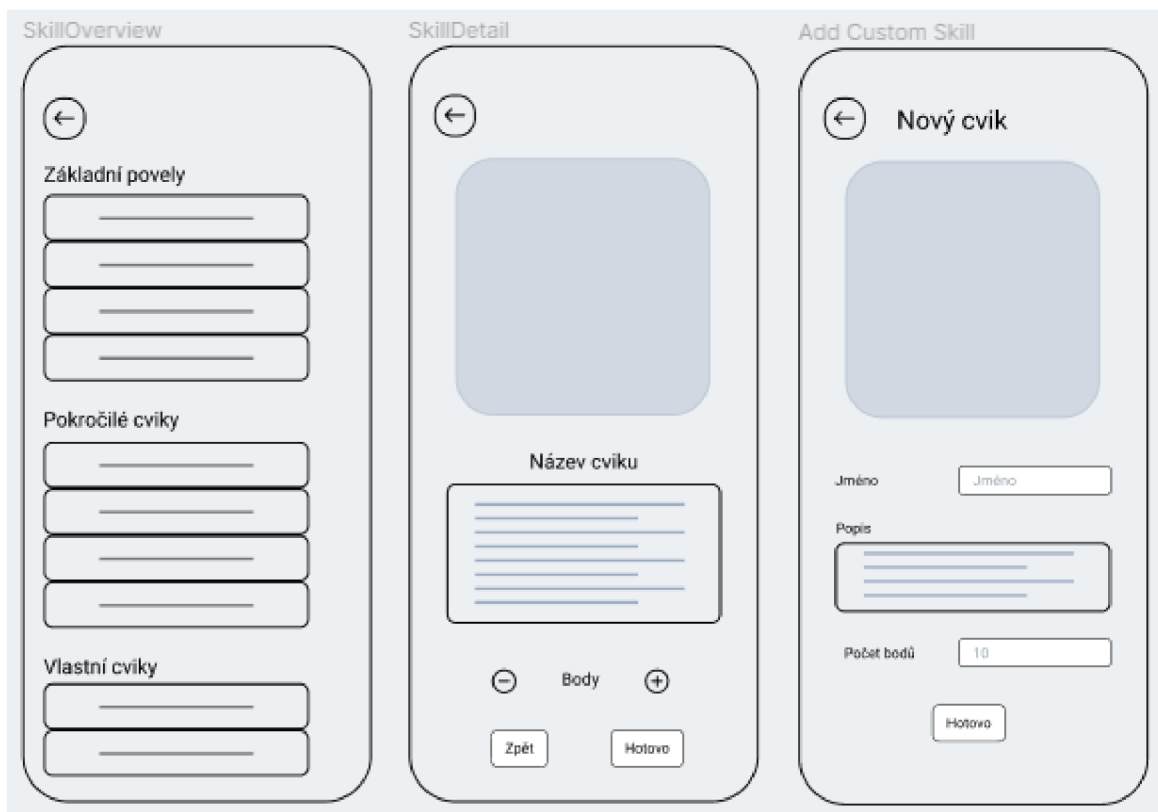 SkillOverview
Základní povely
Pokročilé cviky
Vlastní cviky
SkillDetail
Název cviku
Body
Zpět
Hotovo
Add Custom Skill
Nový cvik
Jméno
Jméno
Popis
Počet bodů
10
Hotovo